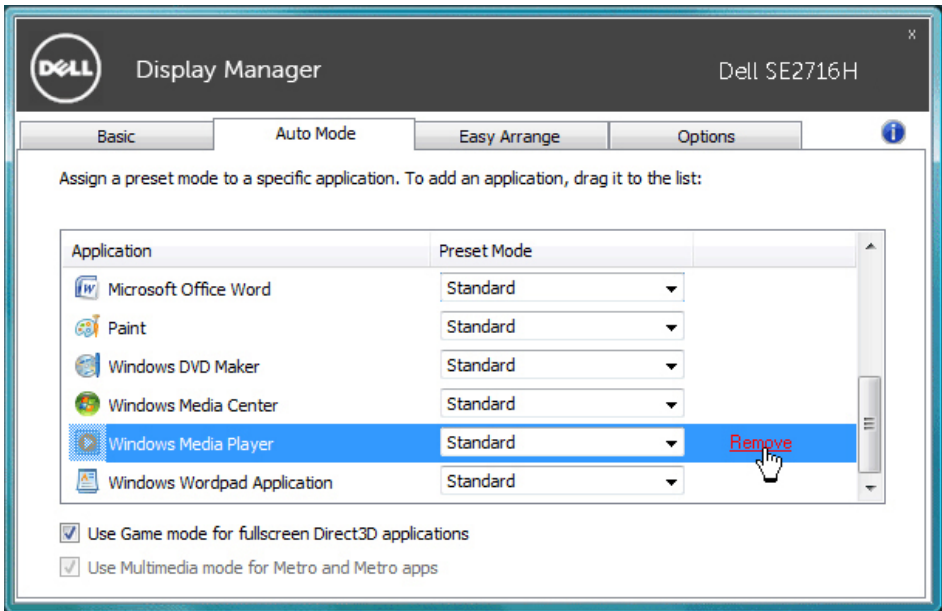 x
DELL
Display Manager
Dell SE2716H
Basic Auto Mode Easy Arrange Options
Assign a preset mode to a specific application. To add an application, drag it to the list:
Application Preset Mode
Microsoft Office Word Standard
Paint Standard
Windows DVD Maker Standard
Windows Media Center Standard
Windows Media Player Standard Remove
Windows Wordpad Application Standard
Use Game mode for fullscreen Direct3D applications
Use Multimedia mode for Metro and Metro apps